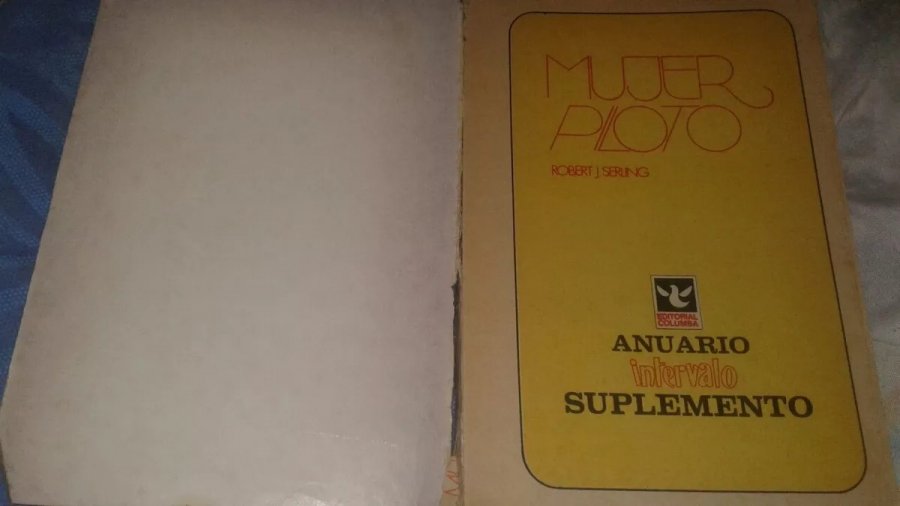 MUJER
PILOTO
ROBERT J. SERLING
EDITORIAL
COLUMBA
ANUARIO
intervalo
SUPLEMENTO